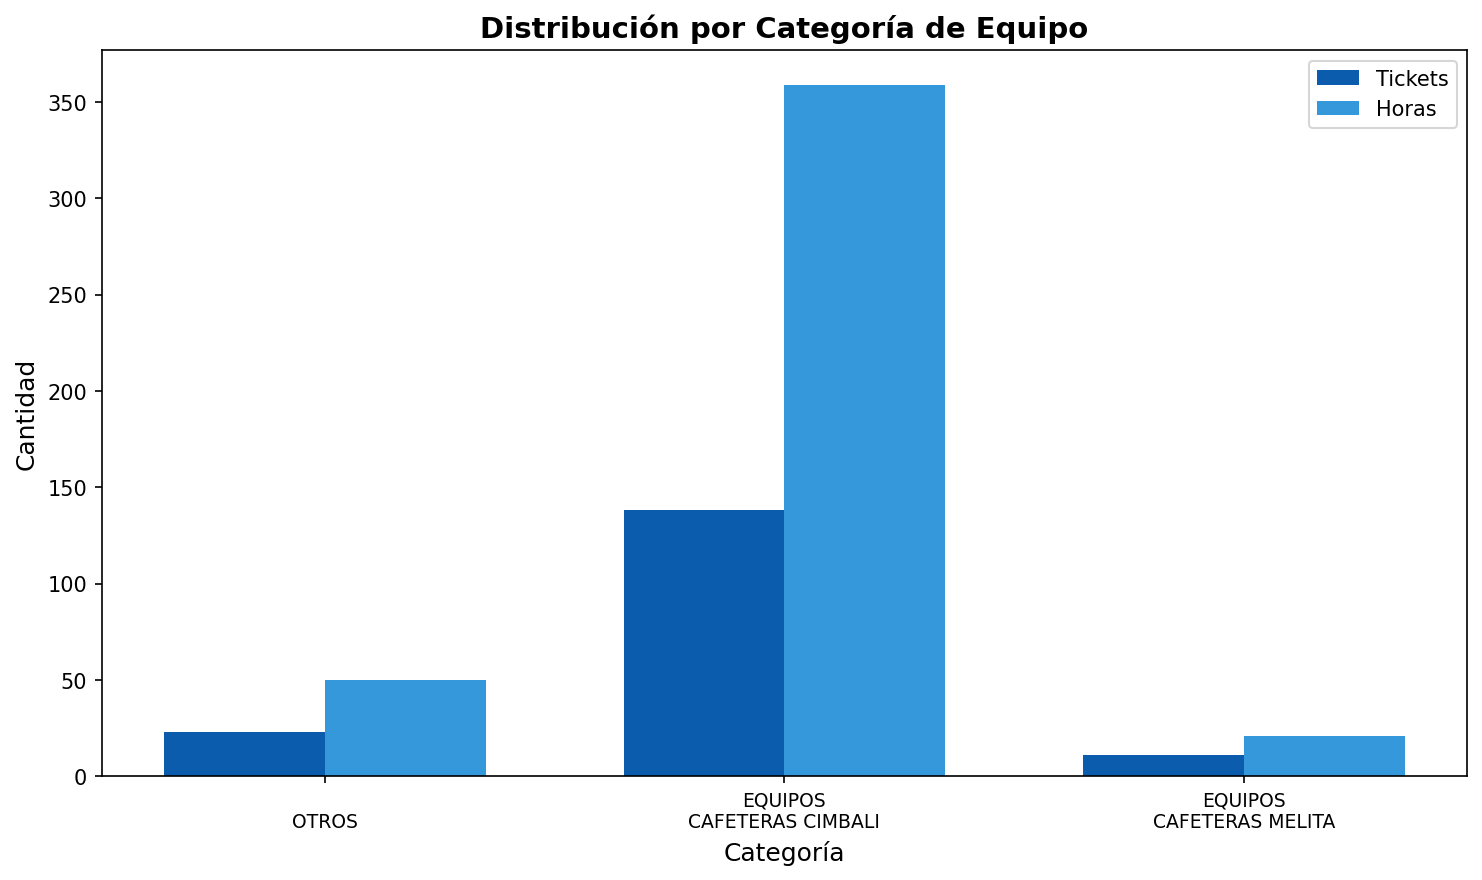 Distribución por Categoría de Equipo
Tickets
Horas
Cantidad
350
300
250
200
150
100
50
0
OTROS
EQUIPOS
CAFETERAS CIMBALI
EQUIPOS
CAFETERAS MELITA
Categoría